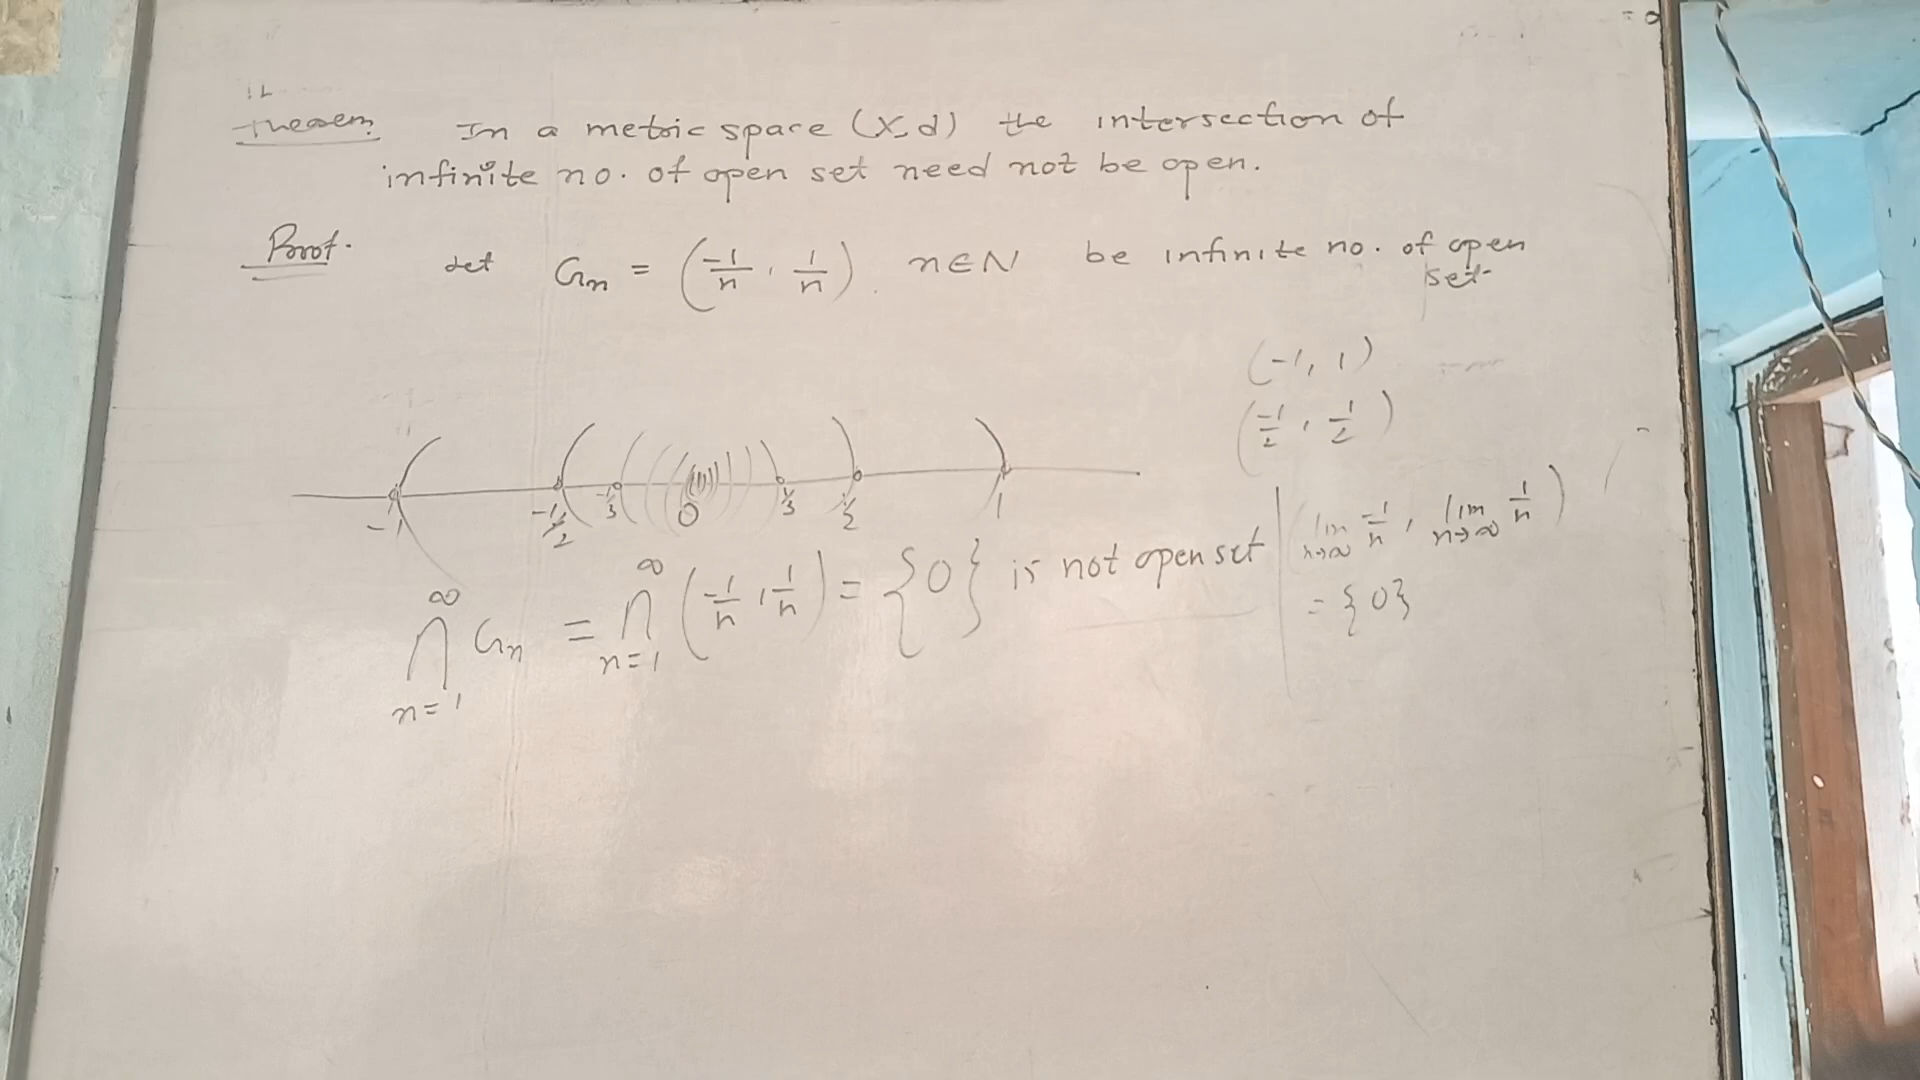 Theorem In a metric space (X, d) the intersection of
infinite no. of open set need not be open.
Proof. Let Gn = (-1/n, 1/n). n∈N be infinite no. of open
set
(-1, 1)
(-1/2, 1/2)
-1 -1/2 -1/3 0 1/3 1/2 1
∞ ⋂ n=1 Gn = ∞ ⋂ n=1 (-1/n, 1/n) = {0} is not open set
(lim n→∞ -1/n, lim n→∞ 1/n)
= {0}